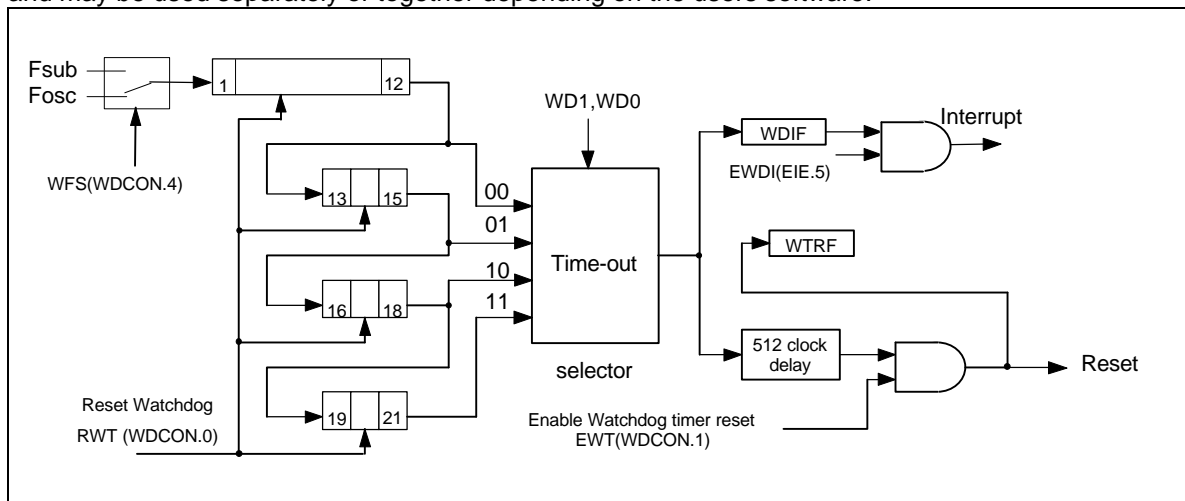 and may be used separately or together depending on the users software.
Fsub
Fosc
1 12
WFS(WDCON.4)
13 15
16 18
19 21
Reset Watchdog
RWT (WDCON.0)
WD1,WD0
00
01
10
11
Time-out
selector
WDIF
EWDI(EIE.5)
Interrupt
WTRF
512 clock
delay
Reset
Enable Watchdog timer reset
EWT(WDCON.1)